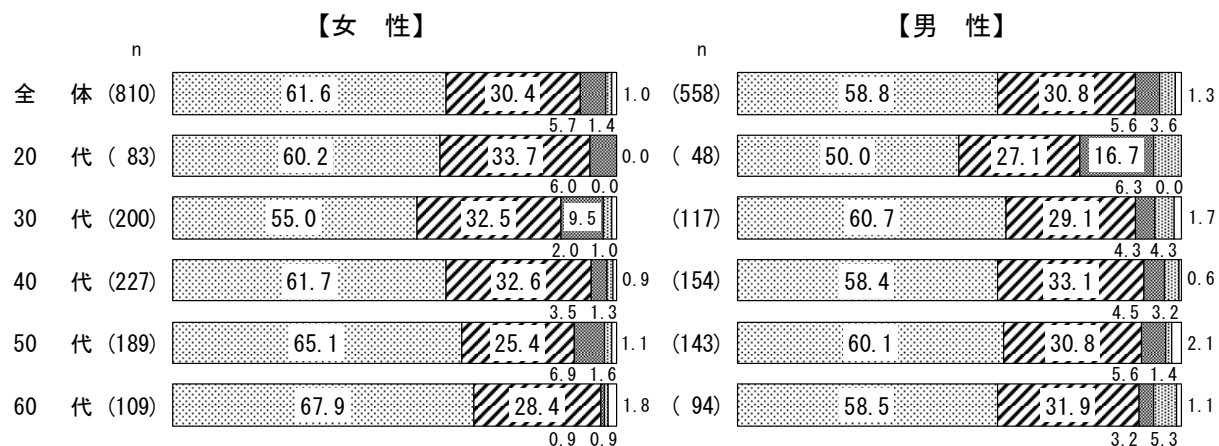 【女　性】 【男　性】
n n
全　体 (810) 61.6 30.4 1.0 (558) 58.8 30.8 1.3
5.7 1.4 5.6 3.6
20　代 ( 83) 60.2 33.7 0.0 ( 48) 50.0 27.1 16.7
6.0 0.0 6.3 0.0
30　代 (200) 55.0 32.5 9.5 (117) 60.7 29.1 1.7
2.0 1.0 4.3 4.3
40　代 (227) 61.7 32.6 0.9 (154) 58.4 33.1 0.6
3.5 1.3 4.5 3.2
50　代 (189) 65.1 25.4 1.1 (143) 60.1 30.8 2.1
6.9 1.6 5.6 1.4
60　代 (109) 67.9 28.4 1.8 ( 94) 58.5 31.9 1.1
0.9 0.9 3.2 5.3